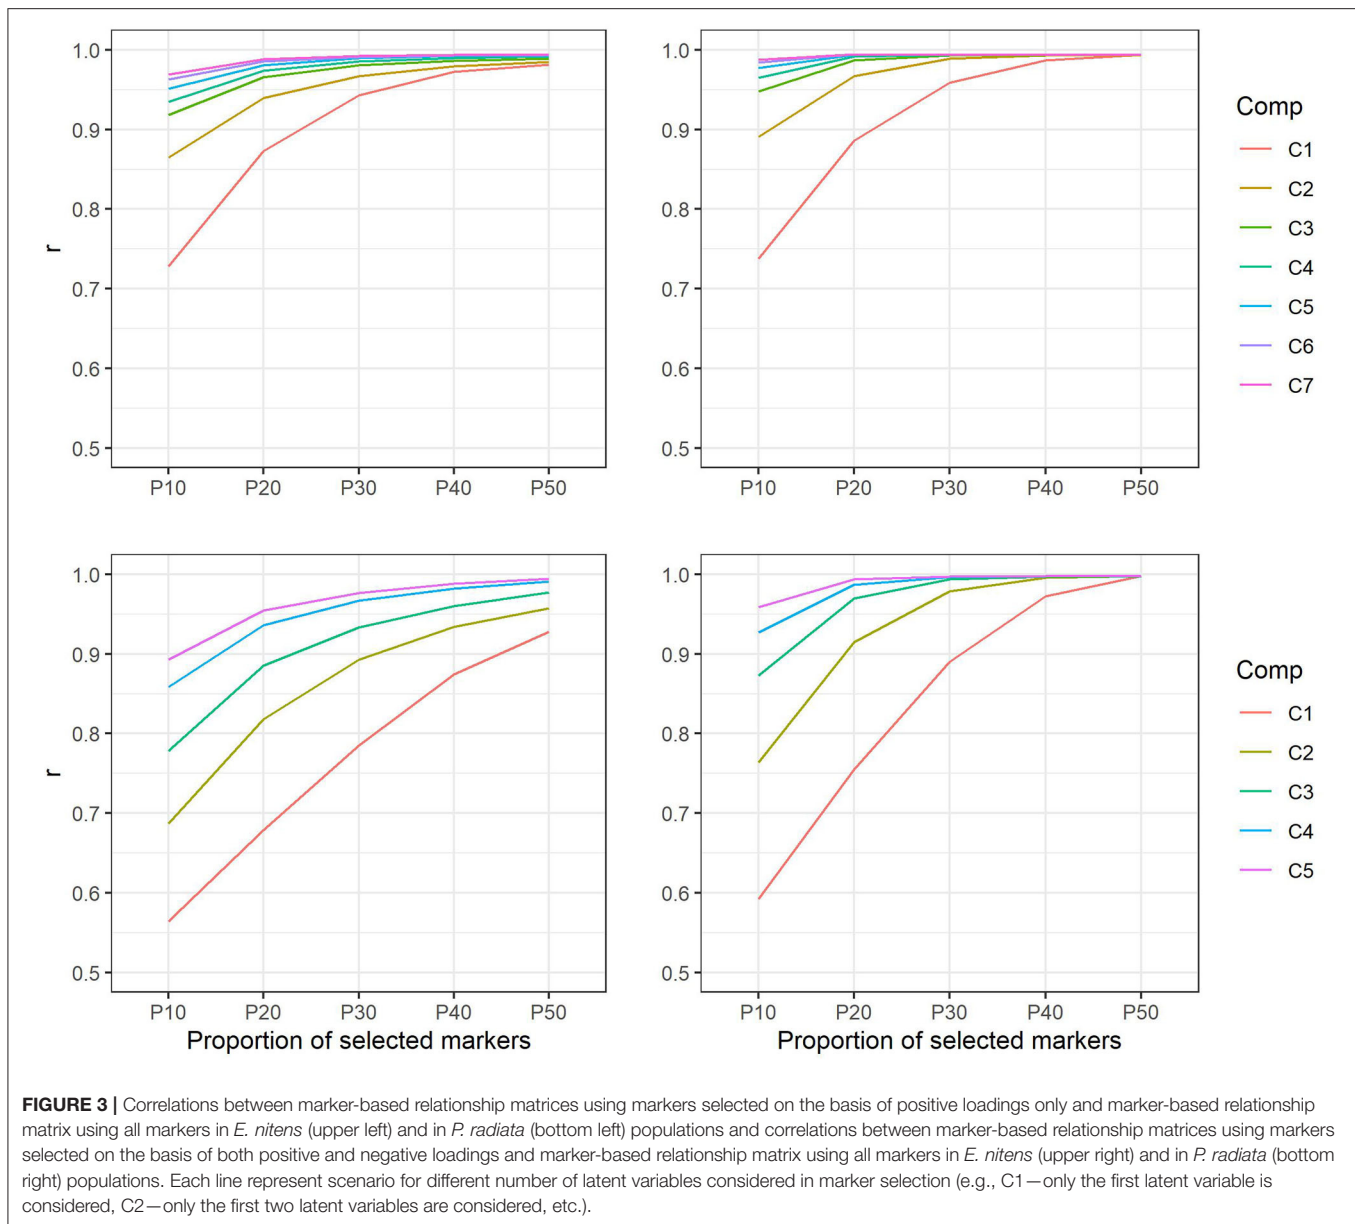 1.0
0.9
0.8
0.7
0.6
0.5
r
P10 P20 P30 P40 P50
1.0
0.9
0.8
0.7
0.6
0.5
P10 P20 P30 P40 P50
Comp
C1
C2
C3
C4
C5
C6
C7
1.0
0.9
0.8
0.7
0.6
0.5
r
P10 P20 P30 P40 P50
Proportion of selected markers
1.0
0.9
0.8
0.7
0.6
0.5
P10 P20 P30 P40 P50
Proportion of selected markers
Comp
C1
C2
C3
C4
C5
FIGURE 3 | Correlations between marker-based relationship matrices using markers selected on the basis of positive loadings only and marker-based relationship
matrix using all markers in E. nitens (upper left) and in P. radiata (bottom left) populations and correlations between marker-based relationship matrices using markers
selected on the basis of both positive and negative loadings and marker-based relationship matrix using all markers in E. nitens (upper right) and in P. radiata (bottom
right) populations. Each line represent scenario for different number of latent variables considered in marker selection (e.g., C1—only the first latent variable is
considered, C2—only the first two latent variables are considered, etc.).